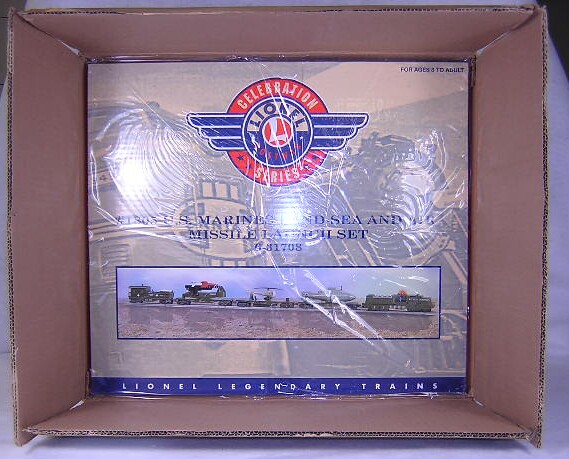 FOR AGES 8 TO ADULT
CELEBRATION
LIONEL
L
SERIES
U.S. MARINES LAND SEA AND
MISSILE LAUNCH SET
6-31708
LIONEL LEGENDARY TRAINS